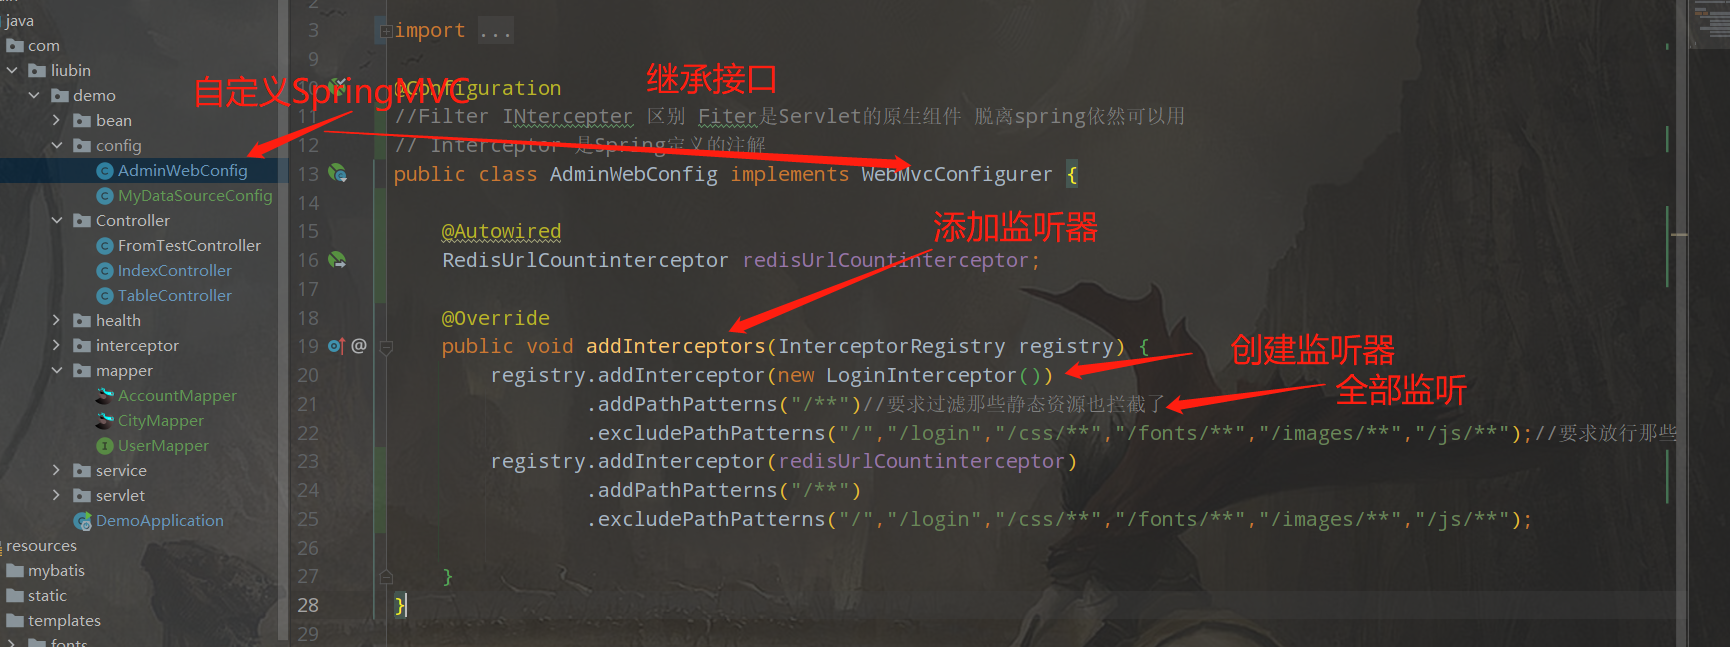 java
com
liubin
demo
bean
config
AdminWebConfig
MyDataSourceConfig
Controller
FromTestController
IndexController
TableController
health
interceptor
mapper
AccountMapper
CityMapper
UserMapper
service
servlet
DemoApplication
resources
mybatis
static
templates
fonts
自定义SpringMVC
继承接口
添加监听器
创建监听器
全部监听
2
3 import ...
9
10 @Configuration
11 //Filter INtercepter 区别 Fiter是Servlet的原生组件 脱离spring依然可以用
12 // Interceptor 是Spring定义的注解
13 public class AdminWebConfig implements WebMvcConfigurer {
14
15 @Autowired
16 RedisUrlCountinterceptor redisUrlCountinterceptor;
17
18 @Override
19 @ public void addInterceptors(InterceptorRegistry registry) {
20 registry.addInterceptor(new LoginInterceptor())
21 .addPathPatterns("/**")//要求过滤那些静态资源也拦截了
22 .excludePathPatterns("/","/login","/css/**","/fonts/**","/images/**","/js/**");//要求放行那些
23 registry.addInterceptor(redisUrlCountinterceptor)
24 .addPathPatterns("/**")
25 .excludePathPatterns("/","/login","/css/**","/fonts/**","/images/**","/js/**");
26
27 }
28 }
29